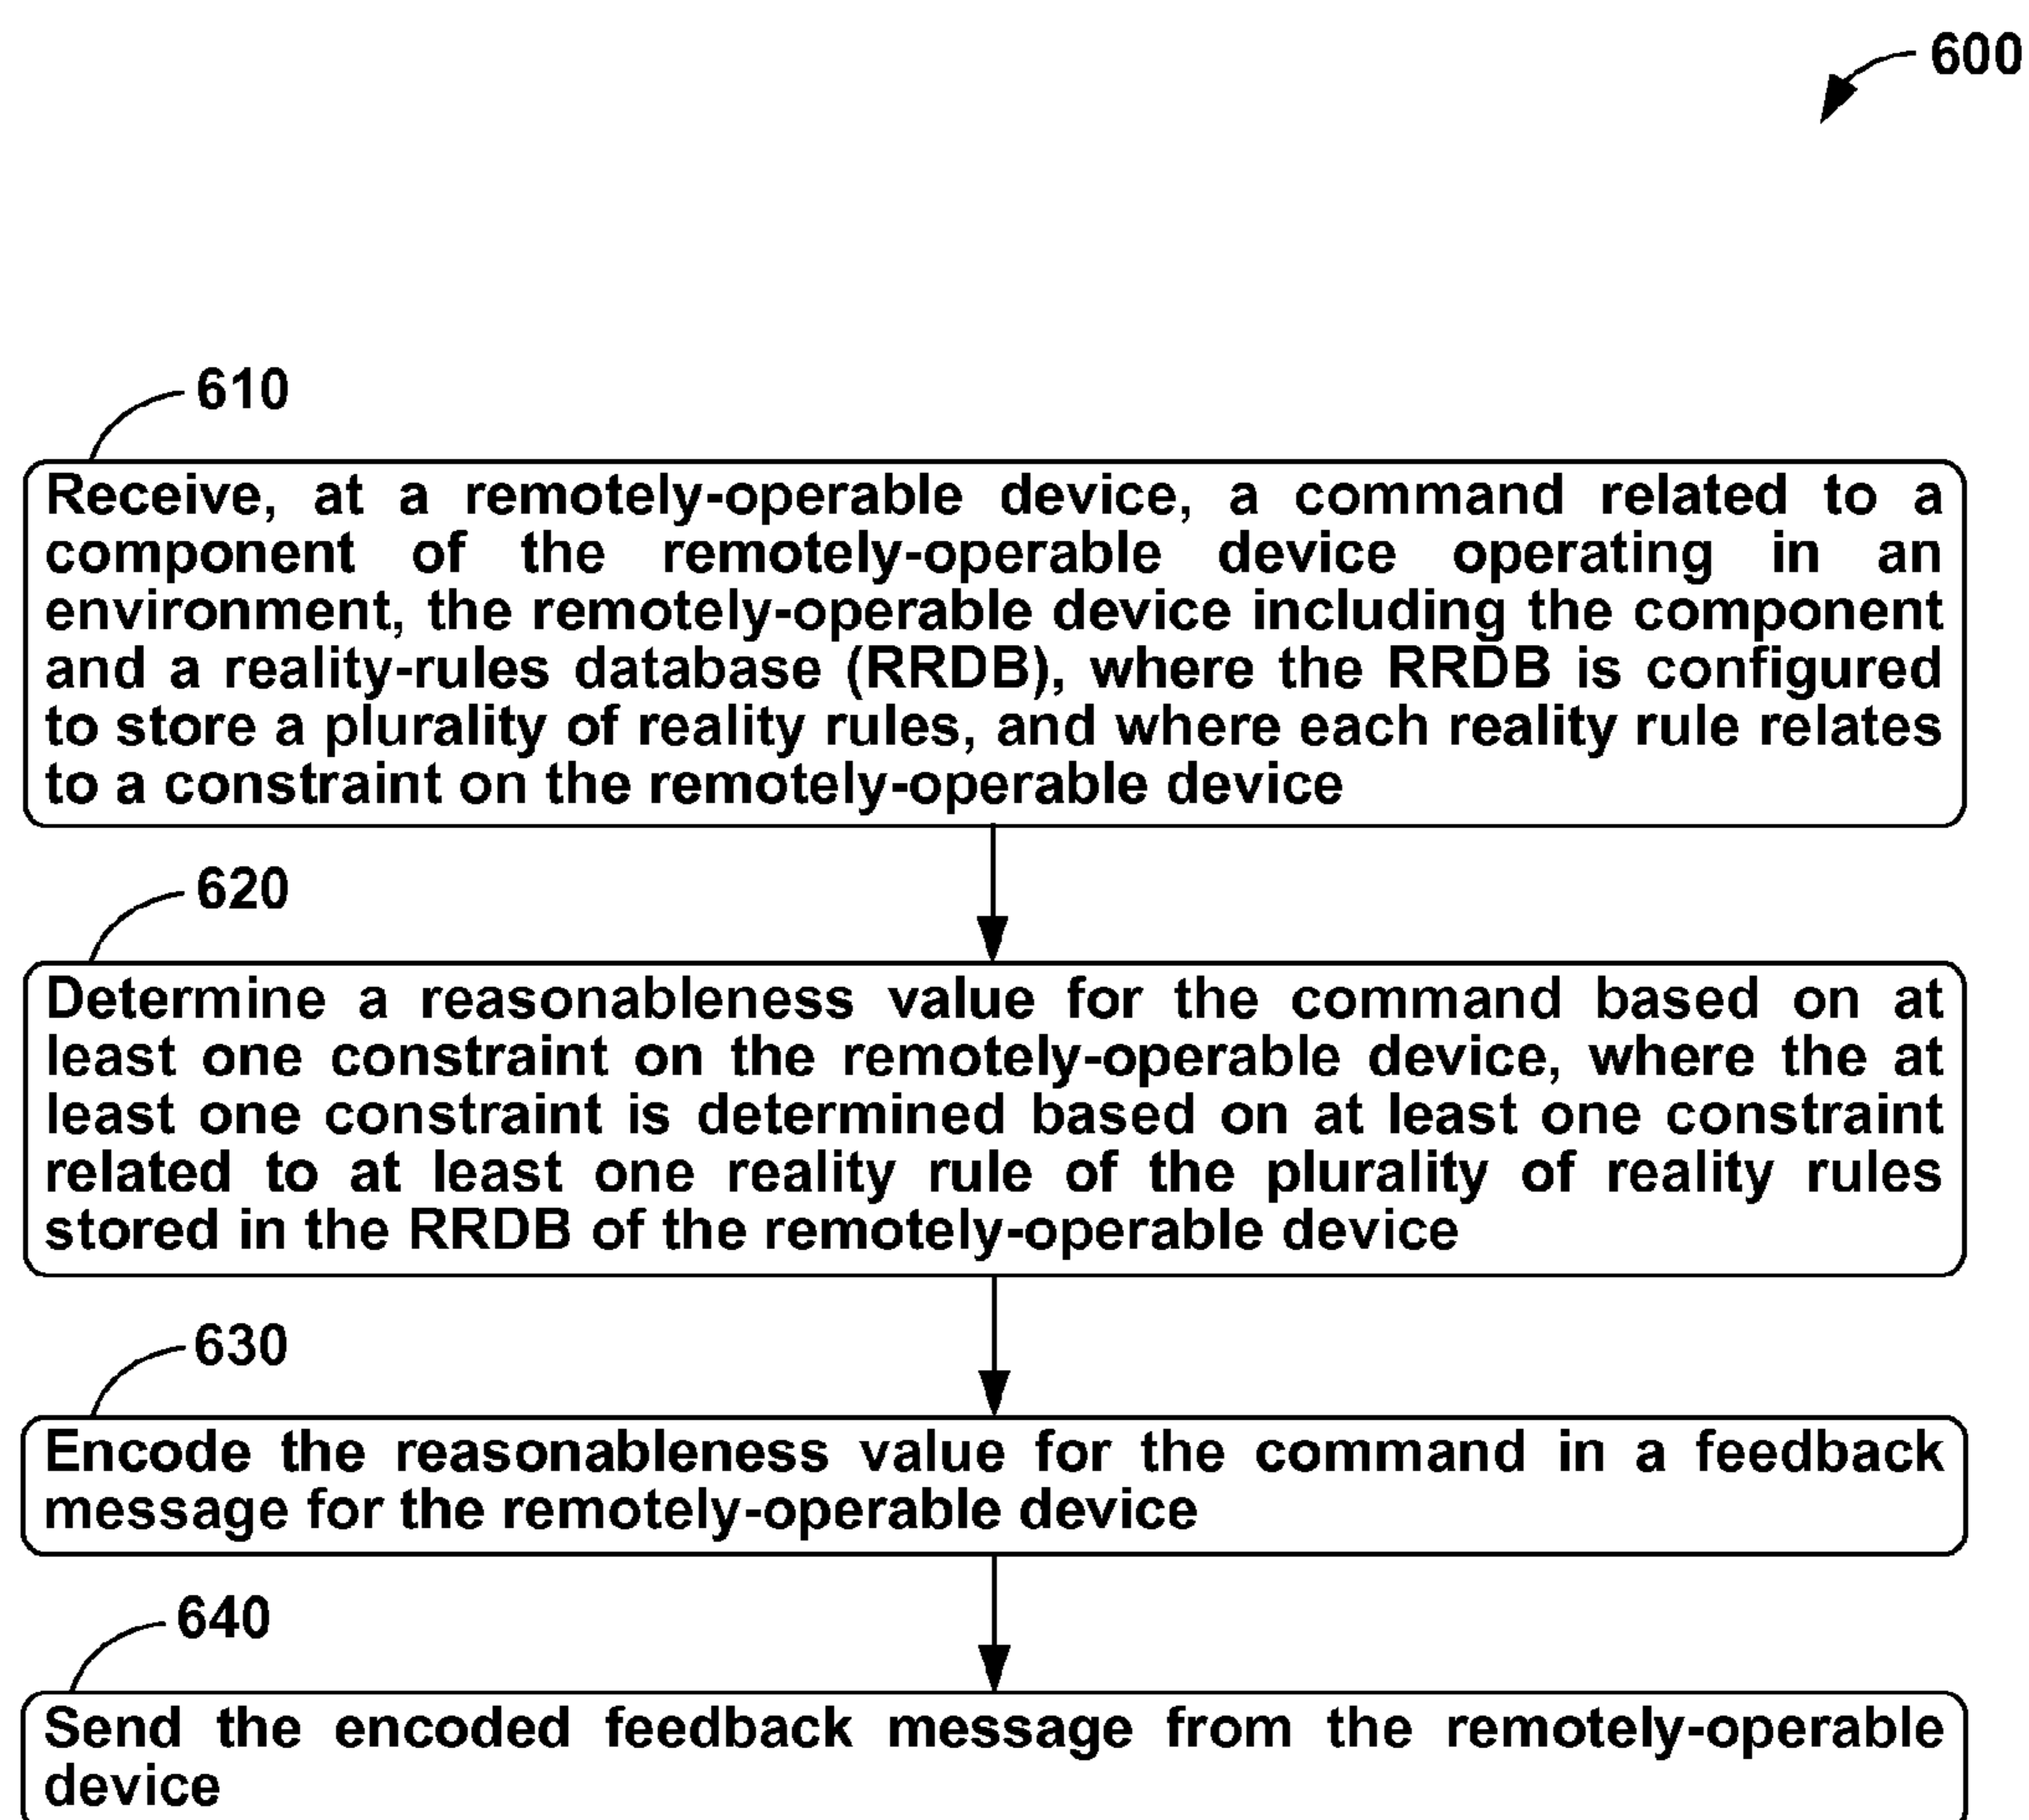 600
610
Receive, at a remotely-operable device, a command related to a
component of the remotely-operable device operating in an
environment, the remotely-operable device including the component
and a reality-rules database (RRDB), where the RRDB is configured
to store a plurality of reality rules, and where each reality rule relates
to a constraint on the remotely-operable device
620
Determine a reasonableness value for the command based on at
least one constraint on the remotely-operable device, where the at
least one constraint is determined based on at least one constraint
related to at least one reality rule of the plurality of reality rules
stored in the RRDB of the remotely-operable device
630
Encode the reasonableness value for the command in a feedback
message for the remotely-operable device
640
Send the encoded feedback message from the remotely-operable
device